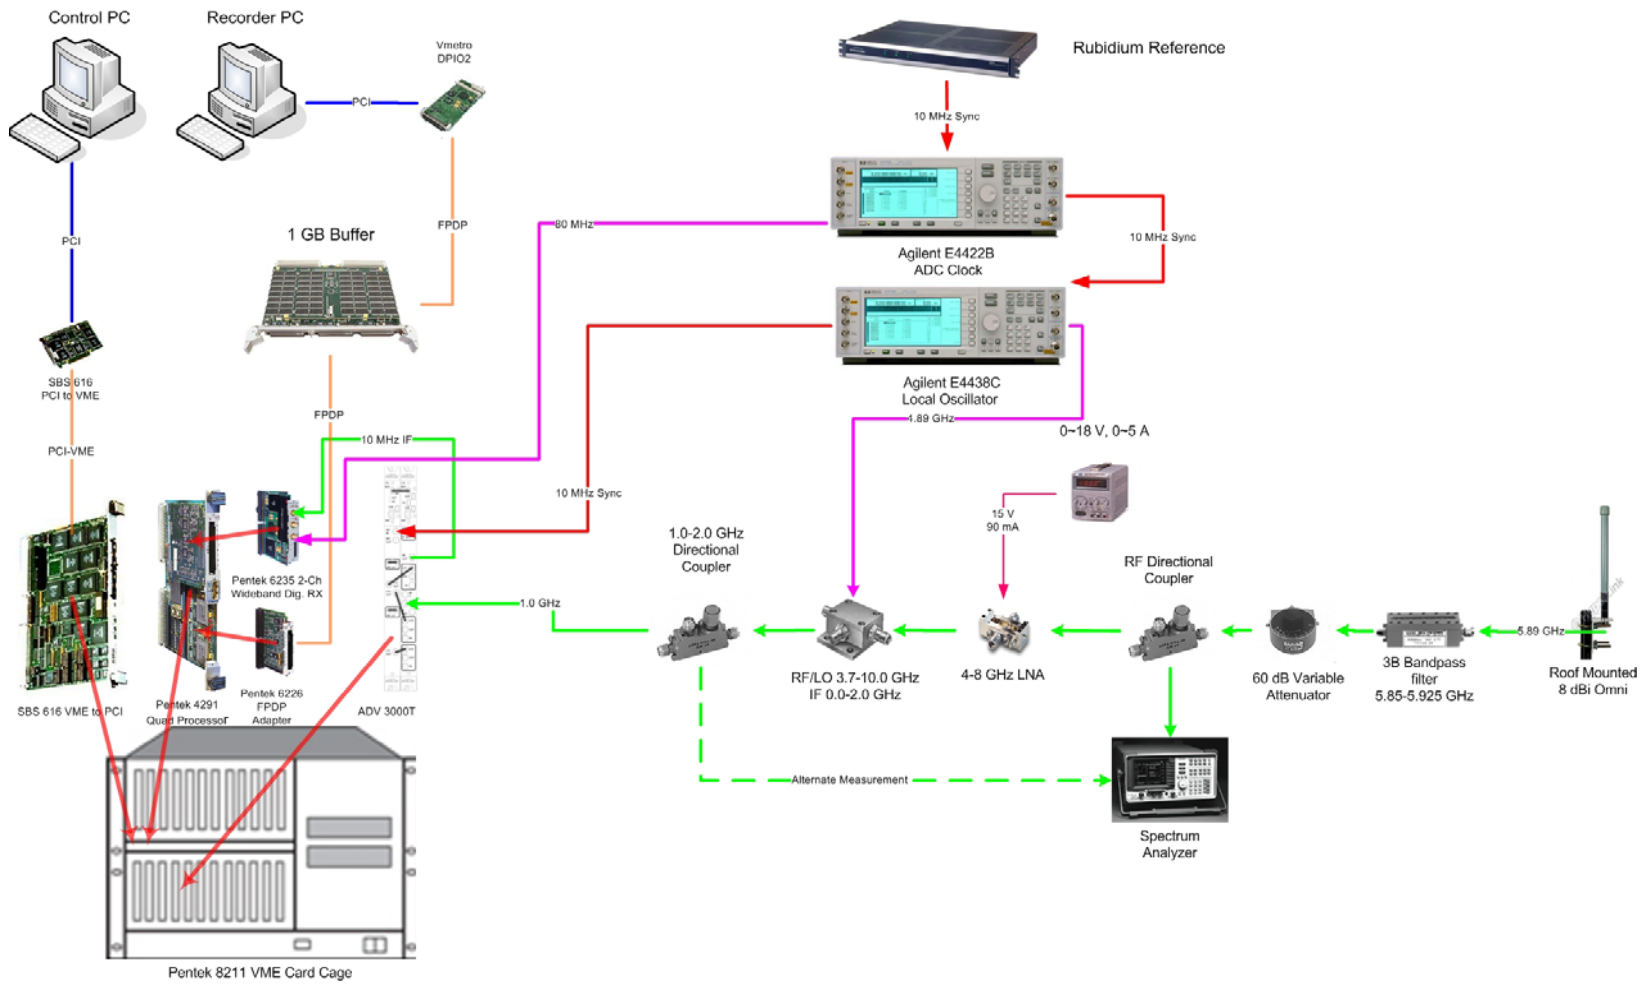 Control PC
Recorder PC
Vmetro
DPIO2
Rubidium Reference
PCI
10 MHz Sync
PCI
FPDP
1 GB Buffer
80 MHz
10 MHz Sync
Agilent E4422B
ADC Clock
SBS 616
PCI to VME
Agilent E4438C
Local Oscillator
FPDP
4.89 GHz
0~18 V, 0~5 A
10 MHz IF
PCI-VME
10 MHz Sync
15 V
90 mA
1.0-2.0 GHz
Directional
Coupler
RF Directional
Coupler
Pentek 6235 2-Ch
Wideband Dig. RX
1.0 GHz
5.89 GHz
RF/LO 3.7-10.0 GHz
IF 0.0-2.0 GHz
4-8 GHz LNA
60 dB Variable
Attenuator
3B Bandpass
filter
5.85-5.925 GHz
Roof Mounted
8 dBi Omni
SBS 616 VME to PCI
Pentek 4291
Quad Processor
Pentek 6226
FPDP
Adapter
ADV 3000T
Alternate Measurement
Spectrum
Analyzer
Pentek 8211 VME Card Cage